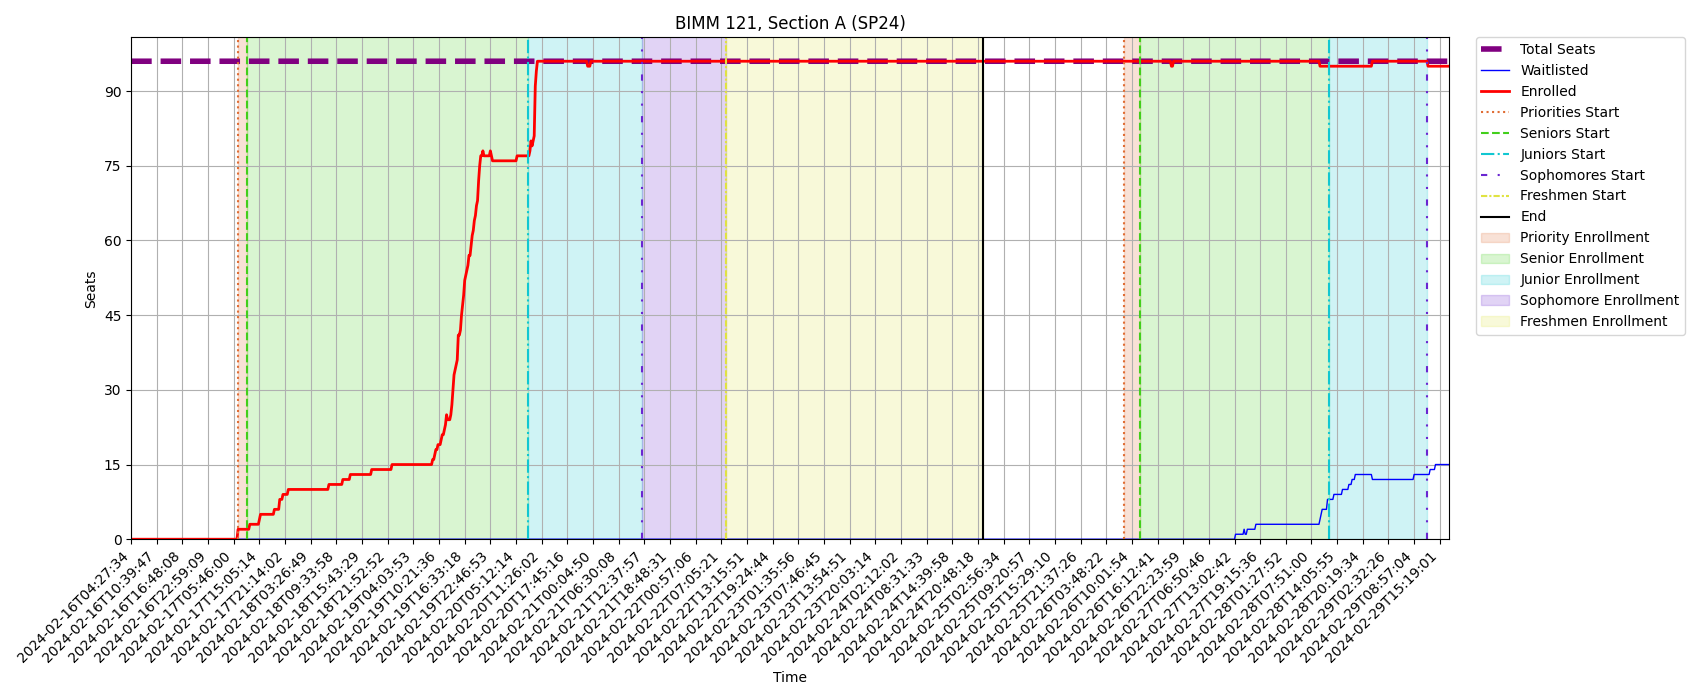 BIMM 121, Section A (SP24)
Total Seats
Waitlisted
Enrolled
Priorities Start
Seniors Start
Juniors Start
Sophomores Start
Freshmen Start
End
Priority Enrollment
Senior Enrollment
Junior Enrollment
Sophomore Enrollment
Freshmen Enrollment
Seats
90
75
60
45
30
15
0
2024-02-16T04:27:34
2024-02-16T10:39:47
2024-02-16T16:48:08
2024-02-16T22:59:09
2024-02-17T05:46:00
2024-02-17T15:05:14
2024-02-17T21:14:02
2024-02-18T03:26:49
2024-02-18T09:33:58
2024-02-18T15:43:29
2024-02-18T21:52:52
2024-02-19T04:03:53
2024-02-19T10:21:36
2024-02-19T16:33:18
2024-02-19T22:46:53
2024-02-20T05:12:14
2024-02-20T11:26:02
2024-02-20T17:45:16
2024-02-21T00:04:50
2024-02-21T06:30:08
2024-02-21T12:37:57
2024-02-21T18:48:31
2024-02-22T00:57:06
2024-02-22T07:05:21
2024-02-22T13:15:51
2024-02-22T19:24:44
2024-02-23T01:35:56
2024-02-23T07:46:45
2024-02-23T13:54:51
2024-02-23T20:03:14
2024-02-24T02:12:02
2024-02-24T08:31:33
2024-02-24T14:39:58
2024-02-24T20:48:18
2024-02-25T02:56:34
2024-02-25T09:20:57
2024-02-25T15:29:10
2024-02-25T21:37:26
2024-02-26T03:48:22
2024-02-26T10:01:54
2024-02-26T16:12:41
2024-02-26T22:23:59
2024-02-27T06:50:46
2024-02-27T13:02:42
2024-02-27T19:15:36
2024-02-28T01:27:52
2024-02-28T07:51:00
2024-02-28T14:05:55
2024-02-28T20:19:34
2024-02-29T02:32:26
2024-02-29T08:57:04
2024-02-29T15:19:01
Time